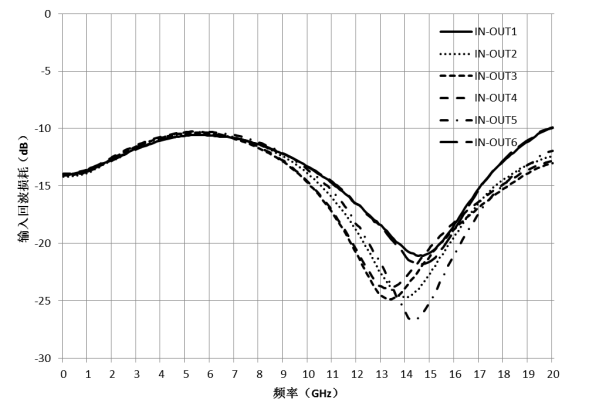 0
-5
-10
-15
-20
-25
-30
输入回波损耗（dB）
IN-OUT1
IN-OUT2
IN-OUT3
IN-OUT4
IN-OUT5
IN-OUT6
0 1 2 3 4 5 6 7 8 9 10 11 12 13 14 15 16 17 18 19 20
频率（GHz）